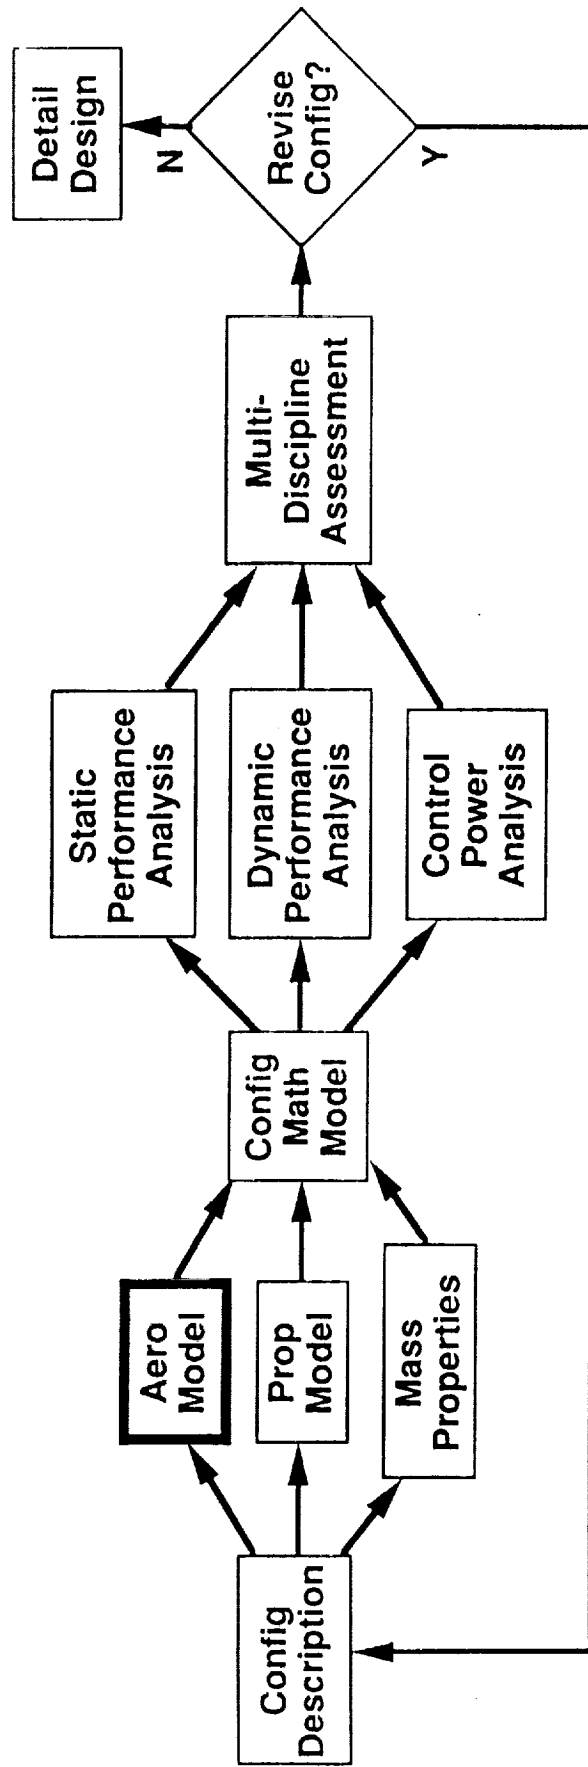 Config
Description
Aero
Model
Prop
Model
Mass
Properties
Config
Math
Model
Static
Performance
Analysis
Dynamic
Performance
Analysis
Control
Power
Analysis
Multi-
Discipline
Assessment
Revise
Config?
N
Y
Detail
Design